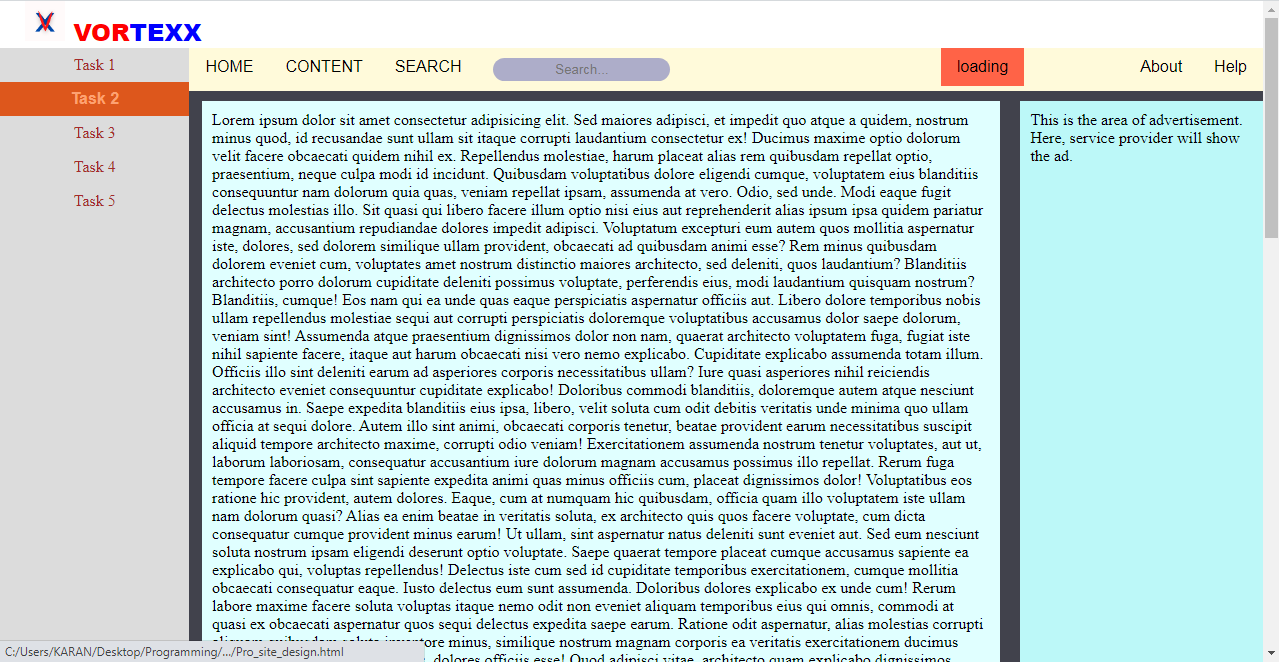 VORTEXX
Task 1
Task 2
Task 3
Task 4
Task 5
HOME CONTENT SEARCH Search... loading About Help
Lorem ipsum dolor sit amet consectetur adipisicing elit. Sed maiores adipisci, et impedit quo atque a quidem, nostrum
minus quod, id recusandae sunt ullam sit itaque corrupti laudantium consectetur ex! Ducimus maxime optio dolorum
velit facere obcaecati quidem nihil ex. Repellendus molestiae, harum placeat alias rem quibusdam repellat optio,
praesentium, neque culpa modi id incidunt. Quibusdam voluptatibus dolore eligendi cumque, voluptatem eius blanditiis
consequuntur nam dolorum quia quas, veniam repellat ipsam, assumenda at vero. Odio, sed unde. Modi eaque fugit
delectus molestias illo. Sit quasi qui libero facere illum optio nisi eius aut reprehenderit alias ipsum ipsa quidem pariatur
magnam, accusantium repudiandae dolores impedit adipisci. Voluptatum excepturi eum autem quos mollitia aspernatur
iste, dolores, sed dolorem similique ullam provident, obcaecati ad quibusdam animi esse? Rem minus quibusdam
dolorem eveniet cum, voluptates amet nostrum distinctio maiores architecto, sed deleniti, quos laudantium? Blanditiis
architecto porro dolorum cupiditate deleniti possimus voluptate, perferendis eius, modi laudantium quisquam nostrum?
Blanditiis, cumque! Eos nam qui ea unde quas eaque perspiciatis aspernatur officiis aut. Libero dolore temporibus nobis
ullam repellendus molestiae sequi aut corrupti perspiciatis doloremque voluptatibus accusamus dolor saepe dolorum,
veniam sint! Assumenda atque praesentium dignissimos dolor non nam, quaerat architecto voluptatem fuga, fugiat iste
nihil sapiente facere, itaque aut harum obcaecati nisi vero nemo explicabo. Cupiditate explicabo assumenda totam illum.
Officiis illo sint deleniti earum ad asperiores corporis necessitatibus ullam? Iure quasi asperiores nihil reiciendis
architecto eveniet consequuntur cupiditate explicabo! Doloribus commodi blanditiis, doloremque autem atque nesciunt
accusamus in. Saepe expedita blanditiis eius ipsa, libero, velit soluta cum odit debitis veritatis unde minima quo ullam
officia at sequi dolore. Autem illo sint animi, obcaecati corporis tenetur, beatae provident earum necessitatibus suscipit
aliquid tempore architecto maxime, corrupti odio veniam! Exercitationem assumenda nostrum tenetur voluptates, aut ut,
laborum laboriosam, consequatur accusantium iure dolorum magnam accusamus possimus illo repellat. Rerum fuga
tempore facere culpa sint sapiente expedita animi quas minus officiis cum, placeat dignissimos dolor! Voluptatibus eos
ratione hic provident, autem dolores. Eaque, cum at numquam hic quibusdam, officia quam illo voluptatem iste ullam
nam dolorum quasi? Alias ea enim beatae in veritatis soluta, ex architecto quis quos facere voluptate, cum dicta
consequatur cumque provident minus earum! Ut ullam, sint aspernatur natus deleniti sunt eveniet aut. Sed eum nesciunt
soluta nostrum ipsam eligendi deserunt optio voluptate. Saepe quaerat tempore placeat cumque accusamus sapiente ea
explicabo qui, voluptas repellendus! Delectus iste cum sed id cupiditate temporibus exercitationem, cumque mollitia
obcaecati consequatur eaque. Iusto delectus eum sunt assumenda. Doloribus dolores explicabo ex unde cum! Rerum
labore maxime facere soluta voluptas itaque nemo odit non eveniet aliquam temporibus eius qui omnis, commodi at
quasi ex obcaecati aspernatur quos sequi delectus expedita saepe earum. Ratione odit aspernatur, alias molestias corrupti
aliquam quibusdam soluta inventore minus, similique nostrum magnam corporis ea veritatis exercitationem ducimus
dolores officiis esse! Quod adipisci vitae, architecto quam explicabo dignissimos
This is the area of advertisement.
Here, service provider will show
the ad.
C:/Users/KARAN/Desktop/Programming/.../Pro_site_design.html